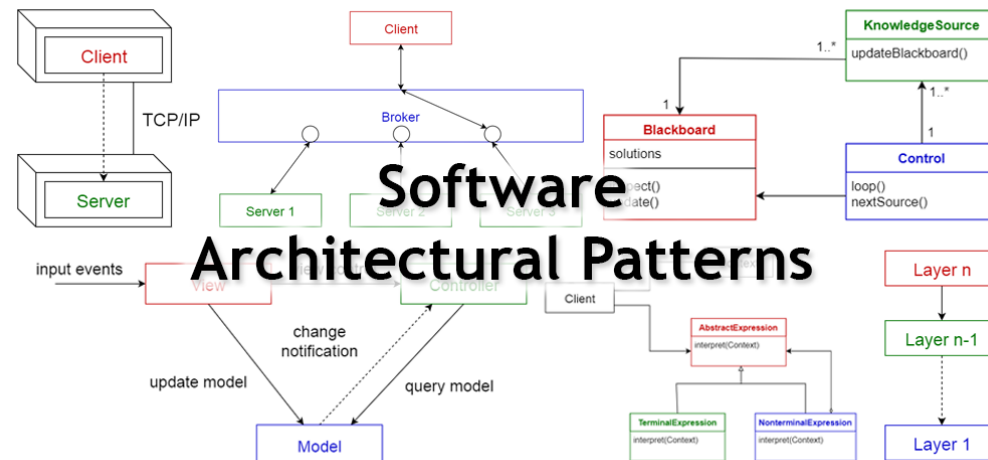 Client
TCP/IP
Server
Client
Broker
Server 1
Server 2
Server 3
KnowledgeSource
updateBlackboard()
1..*
1
1..*
1
Blackboard
solutions
update()
Control
loop()
nextSource()
Software
Architectural Patterns
input events
View
Controller
change
notification
update model
query model
Model
Client
AbstractExpression
interpret(Context)
TerminalExpression
interpret(Context)
NonterminalExpression
interpret(Context)
Layer n
Layer n-1
Layer 1